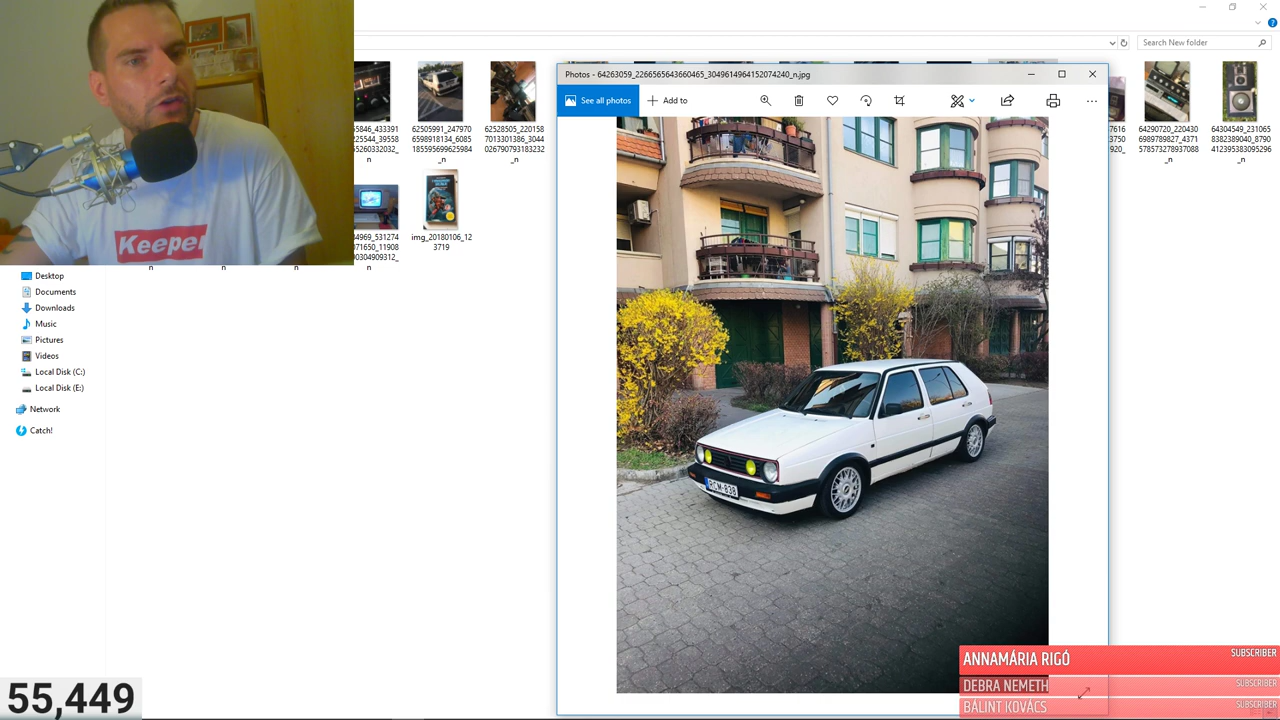 Search New folder
Photos - 64263059_2266565643660465_3049614964152074240_n.jpg
See all photos
Add to
62505991_247970
6598918134_6085
185595699625984
_n
62528505_220158
7013301386_3044
026790793183232
_n
64290720_220430
6989789827_4371
578573278937088
_n
64304549_231065
8382389040_8790
412395383095296
_n
img_20180106_12
3719
Keeper
Desktop
Documents
Downloads
Music
Pictures
Videos
Local Disk (C:)
Local Disk (E:)
Network
Catch!
RCM-838
55,449
ANNAMÁRIA RIGÓ SUBSCRIBER
DEBRA NEMETH SUBSCRIBER
BÁLINT KOVÁCS SUBSCRIBER